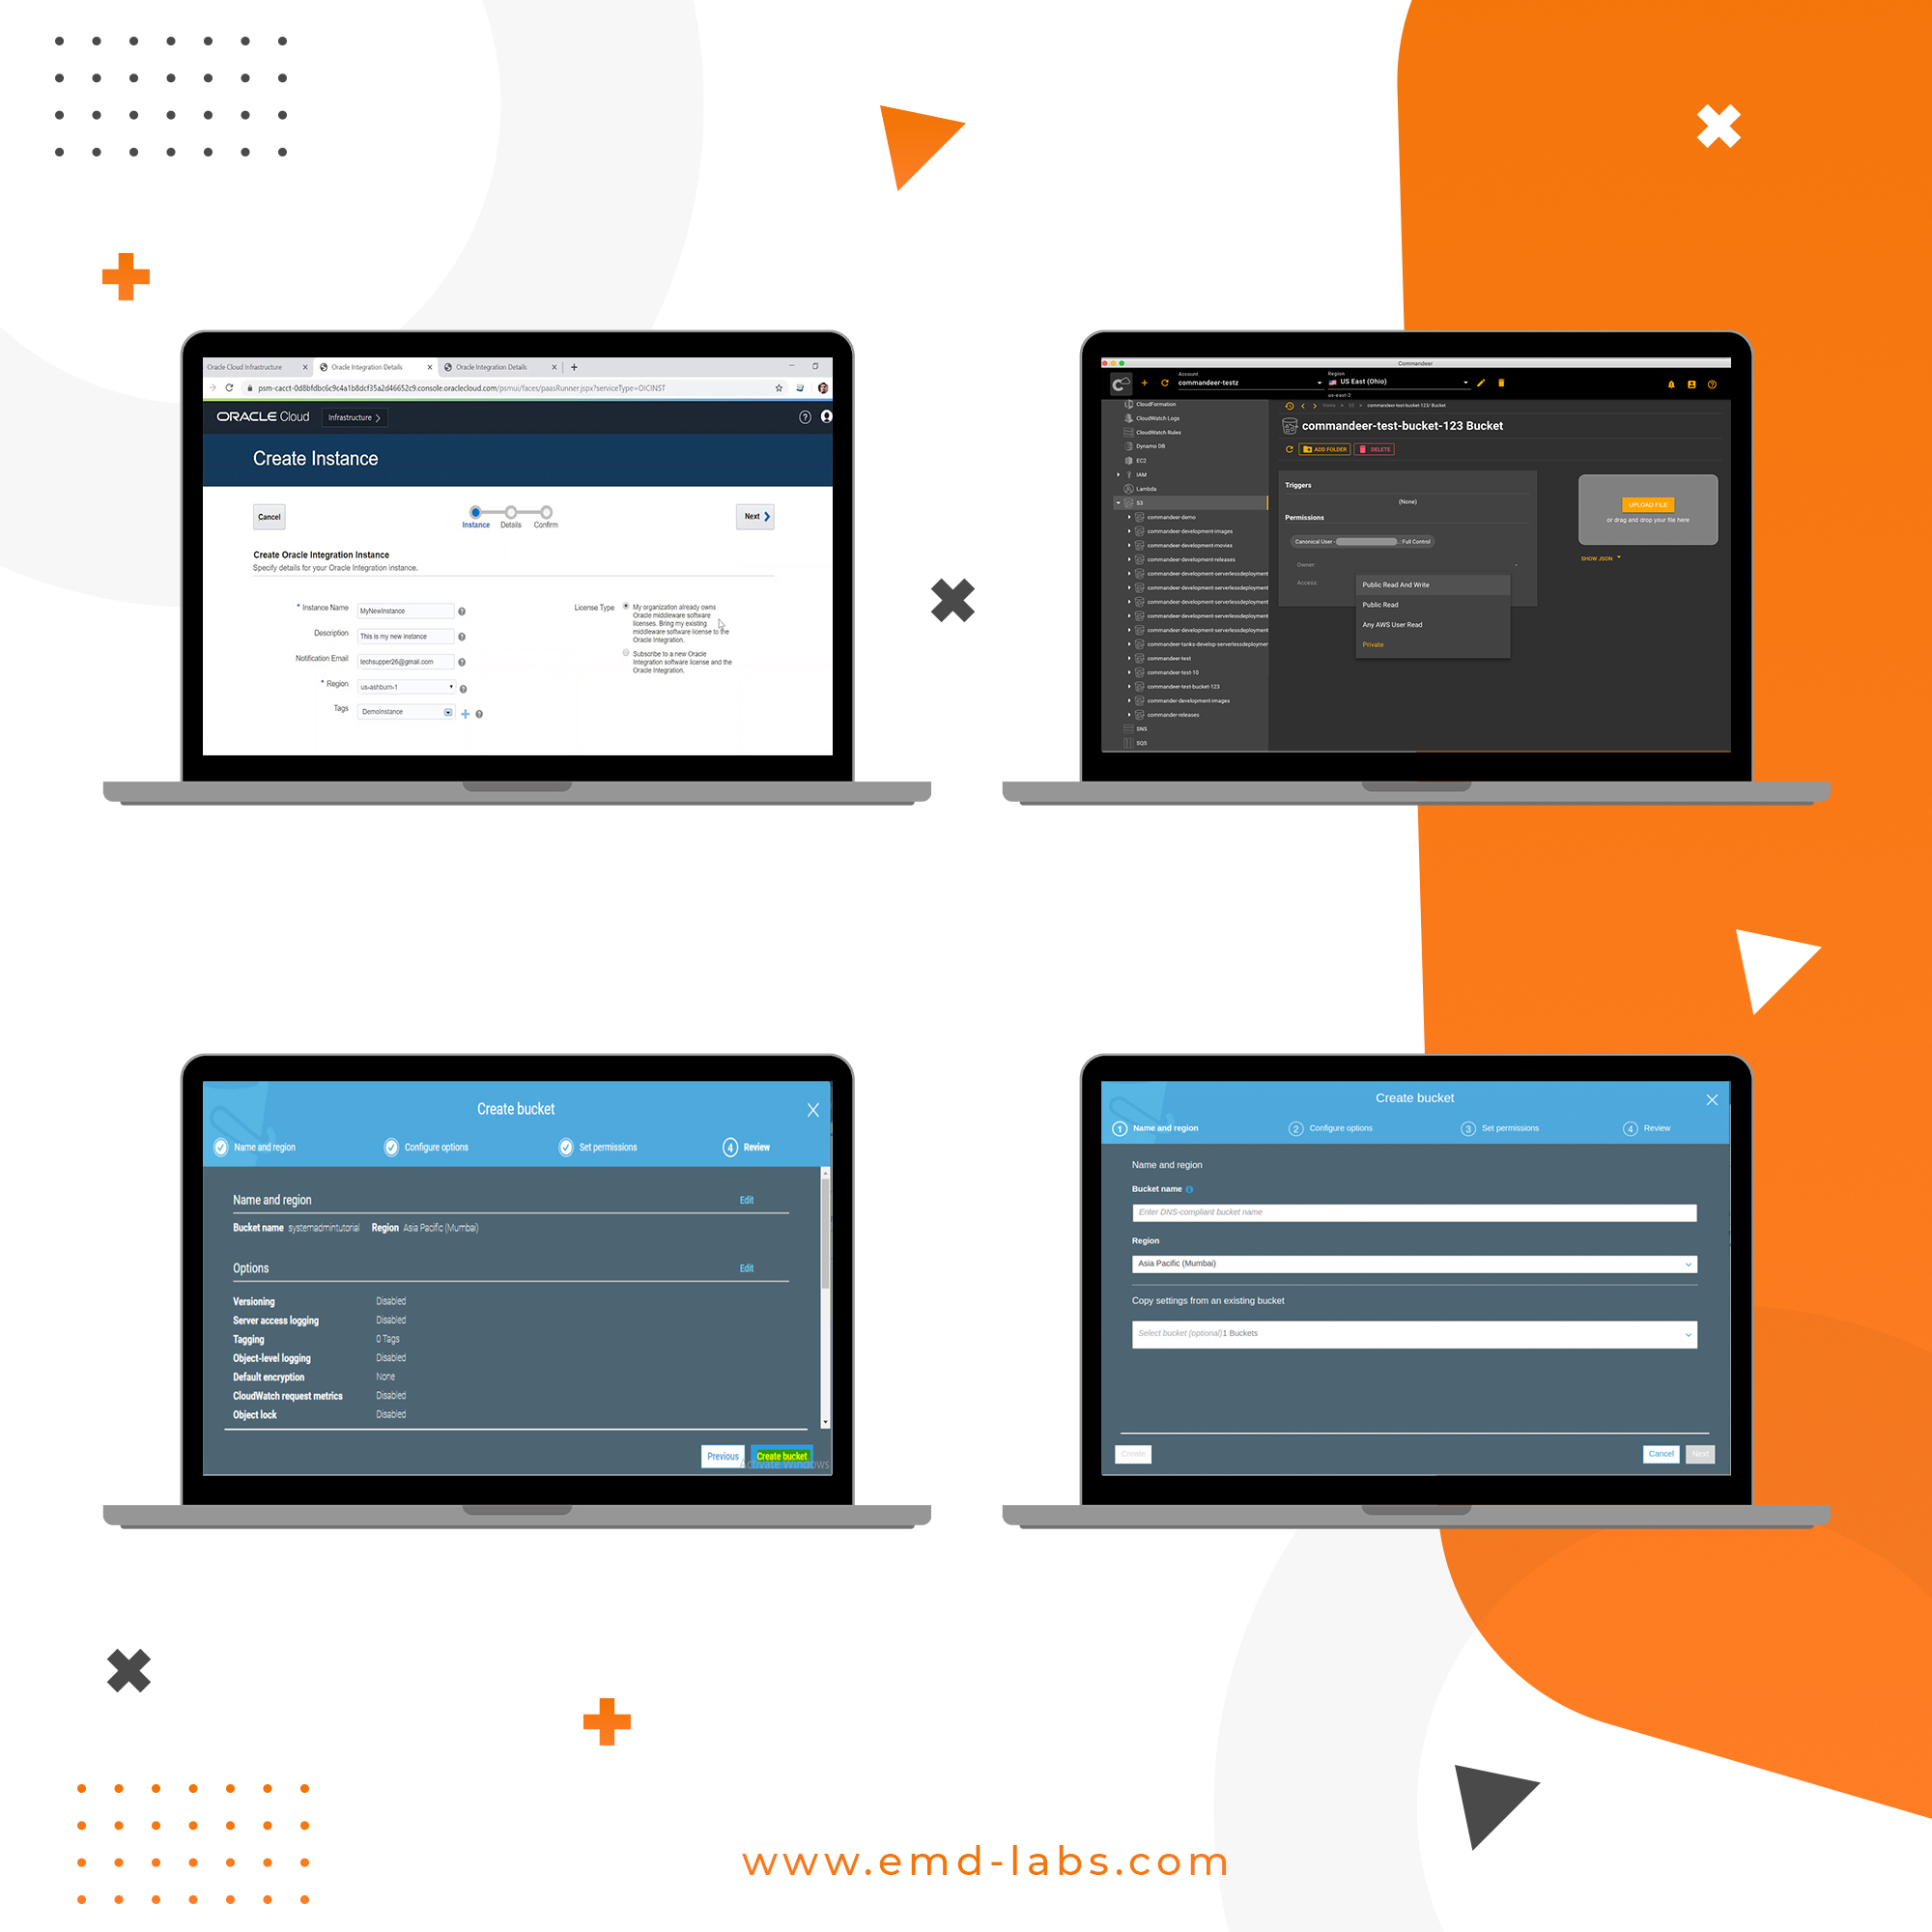 Oracle Cloud Infrastructure
Oracle Integration Details
Oracle Integration Details
psm-cacct-0d8bfdbc6c9c4a1b8dcf35a2d46652c9.console.oraclecloud.com/psmui/faces/paasRunner.jspx?serviceType=OICINST
ORACLE Cloud
Infrastructure
Create Instance
Cancel
Next
Instance Details Confirm
Create Oracle Integration Instance
Specify details for your Oracle Integration instance.
* Instance Name MyNewInstance
Description This is my new instance
Notification Email techsupper26@gmail.com
* Region us-ashburn-1
Tags DemoInstance
License Type
My organization already owns
Oracle middleware software
licenses. Bring my existing
middleware software license to the
Oracle Integration.
Subscribe to a new Oracle
Integration software license and the
Oracle Integration.
Commandeer
Account
commandeer-testz
Region
US East (Ohio)
us-east-2
CloudFormation
CloudWatch Logs
CloudWatch Rules
Dynamo DB
EC2
IAM
Lambda
S3
commandeer-demo
commandeer-development-images
commandeer-development-movies
commandeer-development-releases
commandeer-development-serverlessdeployment
commandeer-development-serverlessdeployment
commandeer-development-serverlessdeployment
commandeer-development-serverlessdeployment
commandeer-development-serverlessdeployment
commandeer-tanks-develop-serverlessdeploymer
commandeer-test
commandeer-test-10
commandeer-test-bucket-123
commander-development-images
commander-releases
SNS
SQS
Home > S3 > commandeer-test-bucket-123/ Bucket
commandeer-test-bucket-123 Bucket
ADD FOLDER
DELETE
Triggers
(None)
Permissions
Canonical User - : Full Control
Owner:
Access:
Public Read And Write
Public Read
Any AWS User Read
Private
UPLOAD FILE
or drag and drop your file here
SHOW JSON
Create bucket
Name and region
Configure options
Set permissions
4 Review
Name and region
Edit
Bucket name systemadmintutorial Region Asia Pacific (Mumbai)
Options
Edit
Versioning Disabled
Server access logging Disabled
Tagging 0 Tags
Object-level logging Disabled
Default encryption None
CloudWatch request metrics Disabled
Object lock Disabled
Previous
Create bucket
Activate Windows
Create bucket
1 Name and region
2 Configure options
3 Set permissions
4 Review
Name and region
Bucket name
Enter DNS-compliant bucket name
Region
Asia Pacific (Mumbai)
Copy settings from an existing bucket
Select bucket (optional)1 Buckets
Create
Cancel
Next
www.emd-labs.com